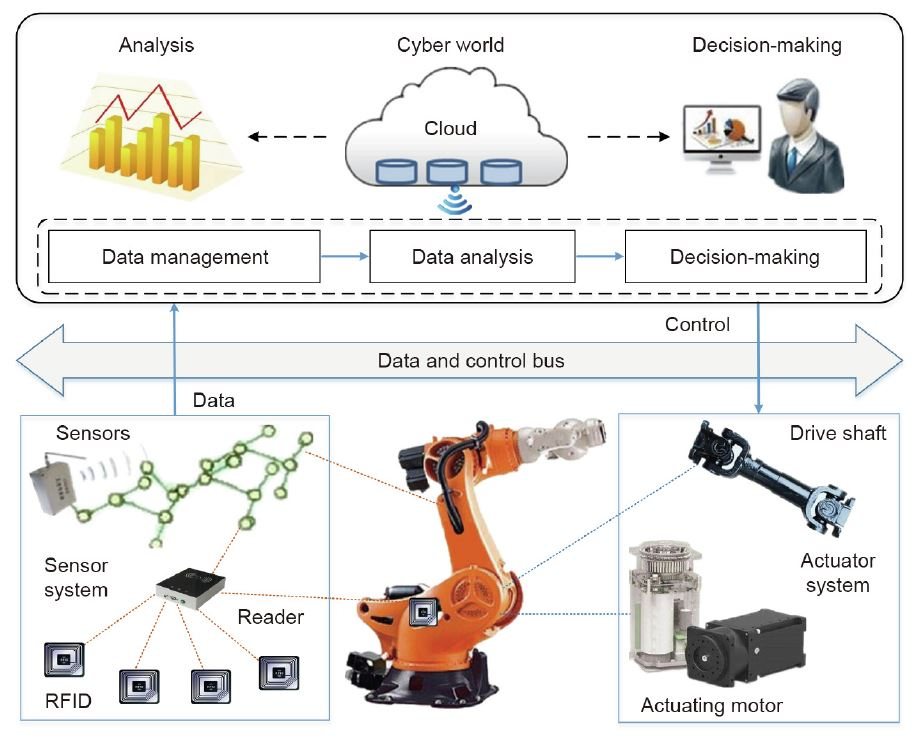 Analysis
Cyber world
Decision-making
Cloud
Data management
Data analysis
Decision-making
Control
Data and control bus
Data
Sensors
Drive shaft
Sensor
system
Actuator
system
Reader
RFID
Actuating motor